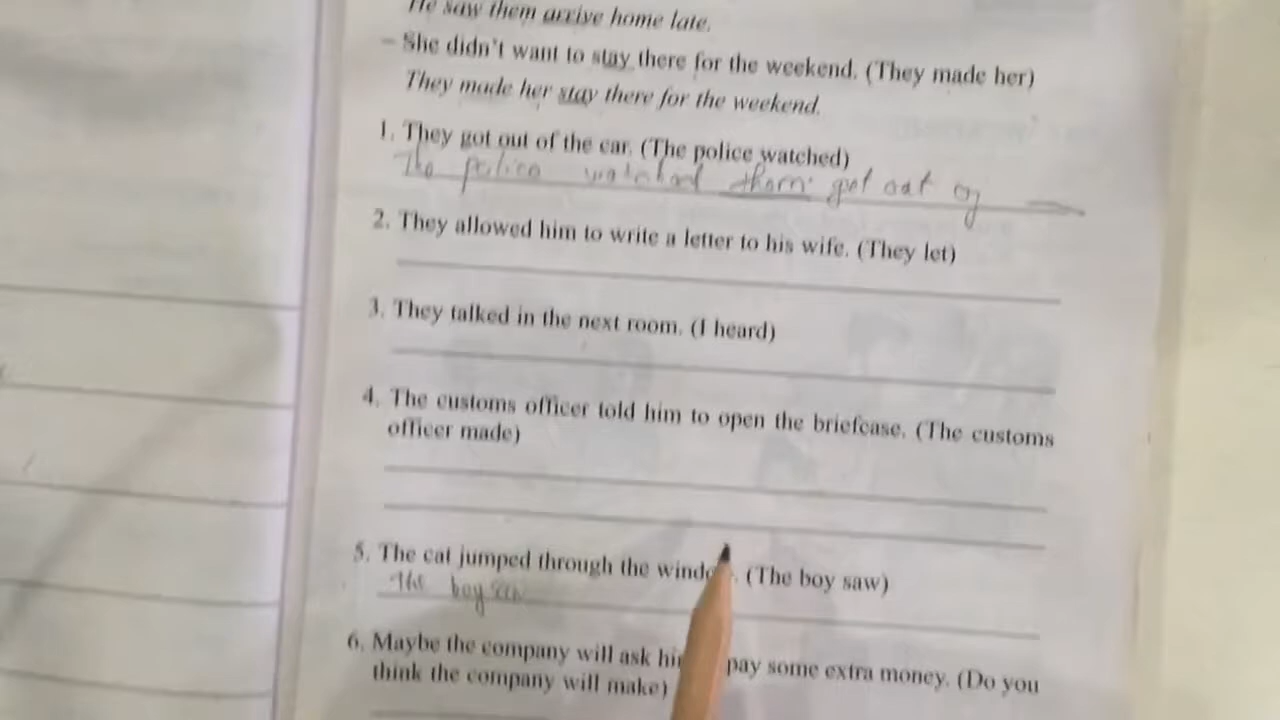 He saw them arrive home late.
– She didn't want to stay there for the weekend. (They made her)
They made her stay there for the weekend.
1. They got out of the car. (The police watched)
The police watched them get out of
2. They allowed him to write a letter to his wife. (They let)
3. They talked in the next room. (I heard)
4. The customs officer told him to open the briefcase. (The customs
officer made)
5. The cat jumped through the . (The boy saw)
The boy saw
6. Maybe the company will ask pay some extra money. (Do you
think the company will make)